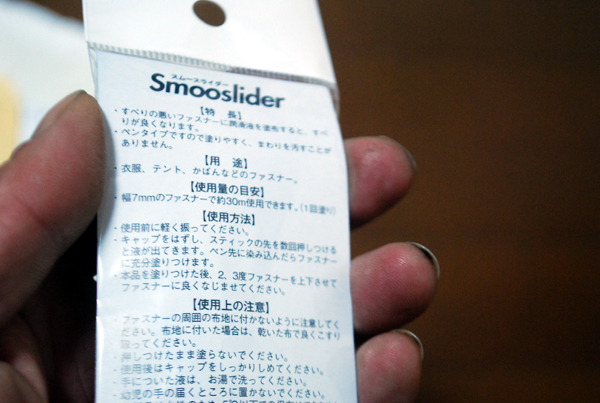 スムースライダー
Smooslider
【特 長】
・すべりの悪いファスナーに潤滑液を塗布すると、すべ
りが良くなります。
・ペンタイプですので塗りやすく、まわりを汚すことが
ありません。
【用 途】
・衣服、テント、かばんなどのファスナー。
【使用量の目安】
・幅7mmのファスナーで約30m使用できます。(1回塗り)
【使用方法】
・使用前に軽く振ってください。
・キャップをはずし、スティックの先を数回押しつける
と液が出てきます。ペン先に染み込んだらファスナー
に充分塗りつけます。
・本品を塗りつけた後、2、3度ファスナーを上下させて
ファスナーに良くなじませてください。
【使用上の注意】
ファスナーの周囲の布地に付かないように注意してく
ださい。布地に付いた場合は、乾いた布で良くこすり
取ってください。
・押しつけたまま塗らないでください。
・使用後はキャップをしっかりしめてください。
・手についた液は、お湯で洗ってください。
・幼児の手の届くところに置かないでください。